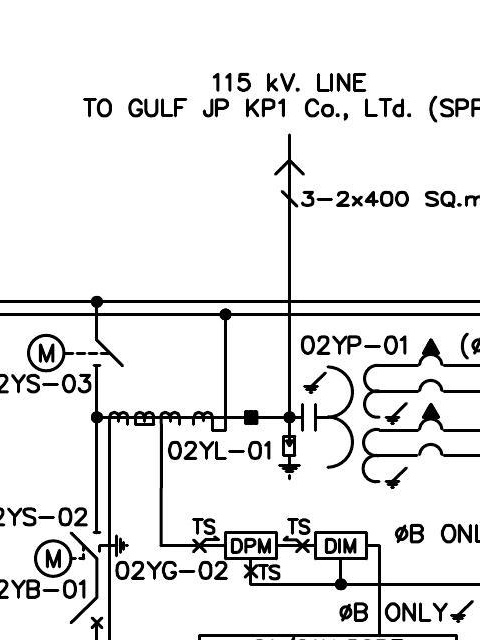 115 kV. LINE
TO GULF JP KP1 Co., LTd. (SPP
3-2x400 SQ.m
02YP-01 (ø
M
2YS-03
02YL-01
2YS-02
TS TS
DPM DIM
øB ONL
M
02YG-02 TS
2YB-01
øB ONLY